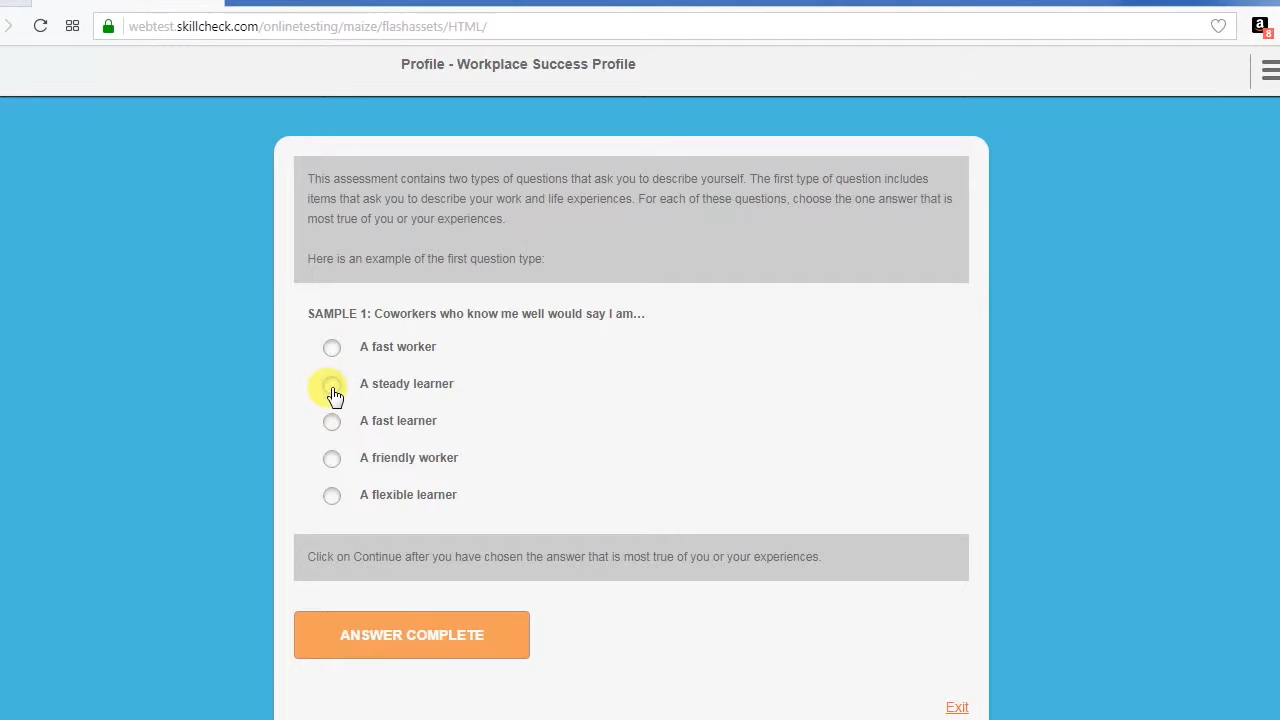 webtest.skillcheck.com/onlinetesting/maize/flashassets/HTML/
a
8
Profile - Workplace Success Profile
This assessment contains two types of questions that ask you to describe yourself. The first type of question includes
items that ask you to describe your work and life experiences. For each of these questions, choose the one answer that is
most true of you or your experiences.
Here is an example of the first question type:
SAMPLE 1: Coworkers who know me well would say I am...
A fast worker
A steady learner
A fast learner
A friendly worker
A flexible learner
Click on Continue after you have chosen the answer that is most true of you or your experiences.
ANSWER COMPLETE
Exit